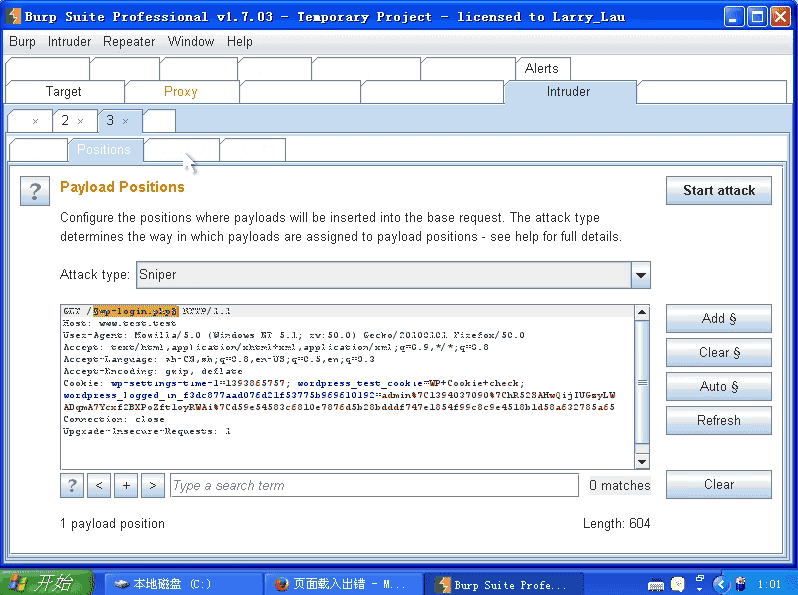 Burp Suite Professional v1.7.03 - Temporary Project - licensed to Larry_Lau
Burp Intruder Repeater Window Help
Alerts
Target Proxy Intruder
× 2 × 3 ×
Positions
? Payload Positions Start attack
Configure the positions where payloads will be inserted into the base request. The attack type
determines the way in which payloads are assigned to payload positions - see help for full details.
Attack type: Sniper
GET /§wp-login.php§ HTTP/1.1
Host: www.test.test
User-Agent: Mozilla/5.0 (Windows NT 5.1; rv:50.0) Gecko/20100101 Firefox/50.0
Accept: text/html,application/xhtml+xml,application/xml;q=0.9,*/*;q=0.8
Accept-Language: zh-CN,zh;q=0.8,en-US;q=0.5,en;q=0.3
Accept-Encoding: gzip, deflate
Cookie: wp-settings-time-1=1393865757; wordpress_test_cookie=WP+Cookie+check;
Connection: close
Upgrade-Insecure-Requests: 1
Add §
Clear §
Auto §
Refresh
? < + > Type a search term 0 matches Clear
1 payload position Length: 604
开始 本地磁盘 (C:) 页面载入出错 - M... Burp Suite Profe... 1:01